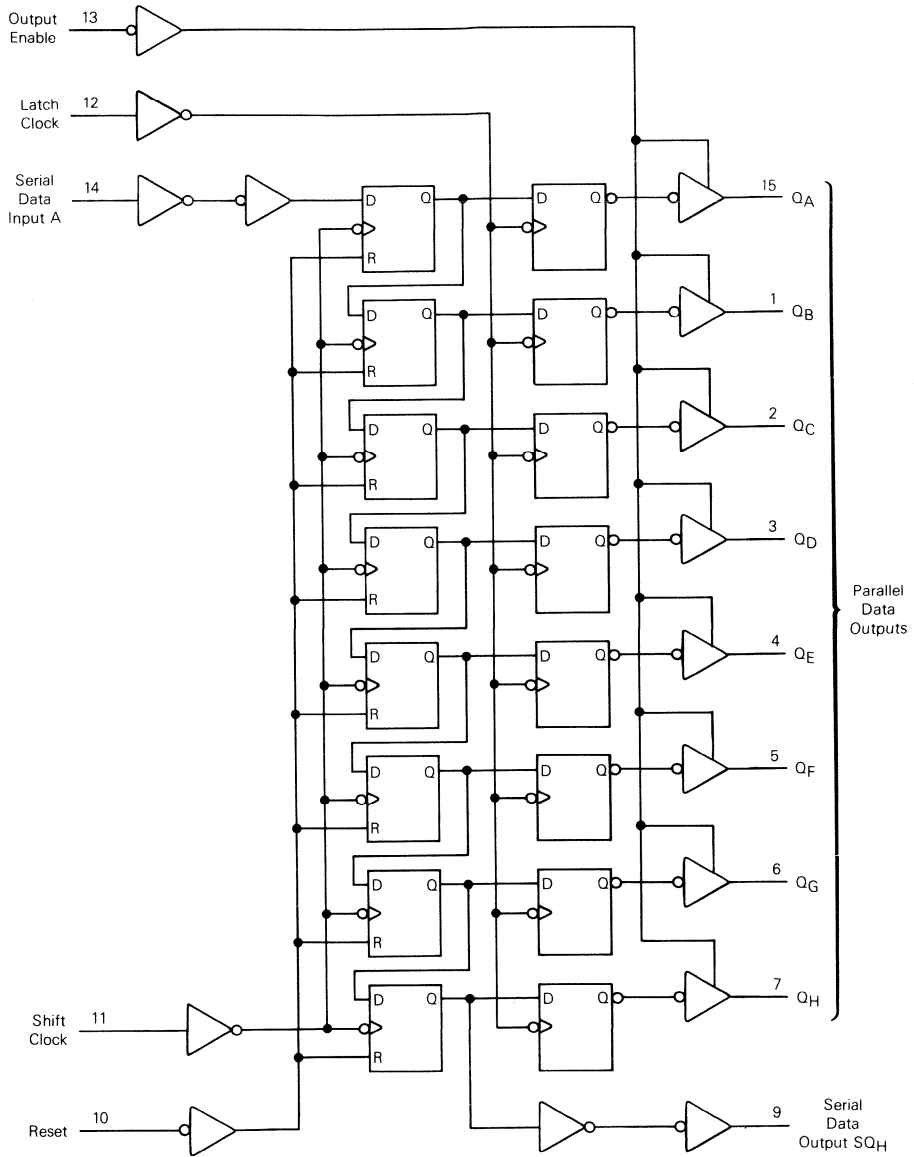 Output
Enable
13
Latch
Clock
12
Serial
Data
Input A
14
D Q
R
D Q
15
QA
D Q
R
D Q
1
QB
D Q
R
D Q
2
QC
D Q
R
D Q
3
QD
D Q
R
D Q
4
QE
Parallel
Data
Outputs
D Q
R
D Q
5
QF
D Q
R
D Q
6
QG
D Q
R
D Q
7
QH
Shift
Clock
11
Reset
10
9
Serial
Data
Output SQH